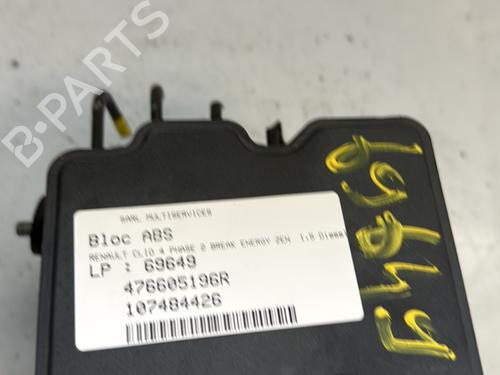 B-PARTS
SARL MULTISERVICES
Bloc ABS
RENAULT CLIO 4 PHASE 2 BREAK ENERGY ZEN 1.5 Diesel
LP : 69649
476605196R
107484426
69649